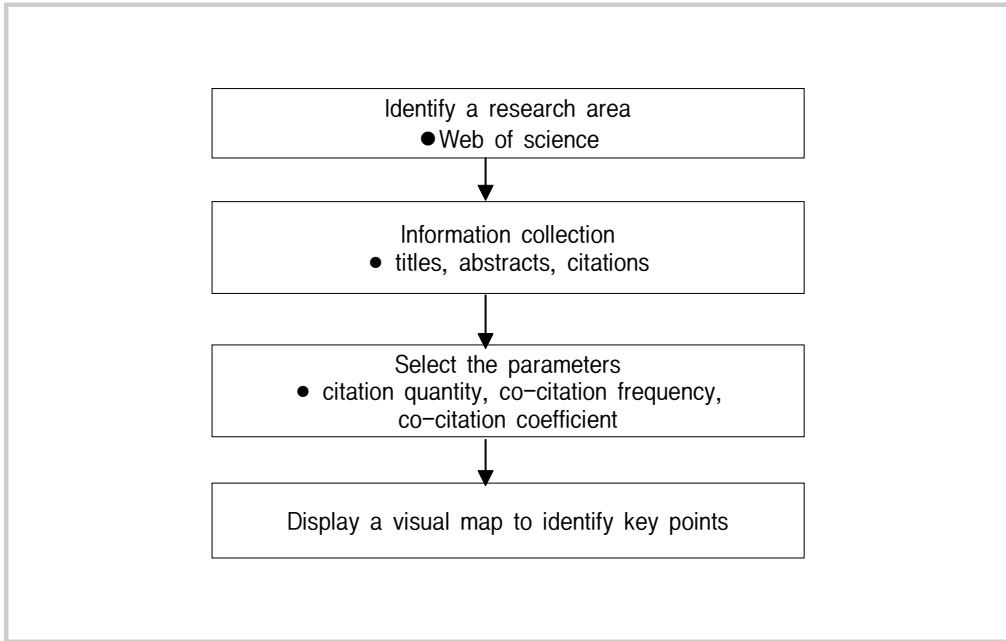 Identify a research area
●Web of science
Information collection
● titles, abstracts, citations
Select the parameters
● citation quantity, co-citation frequency,
co-citation coefficient
Display a visual map to identify key points